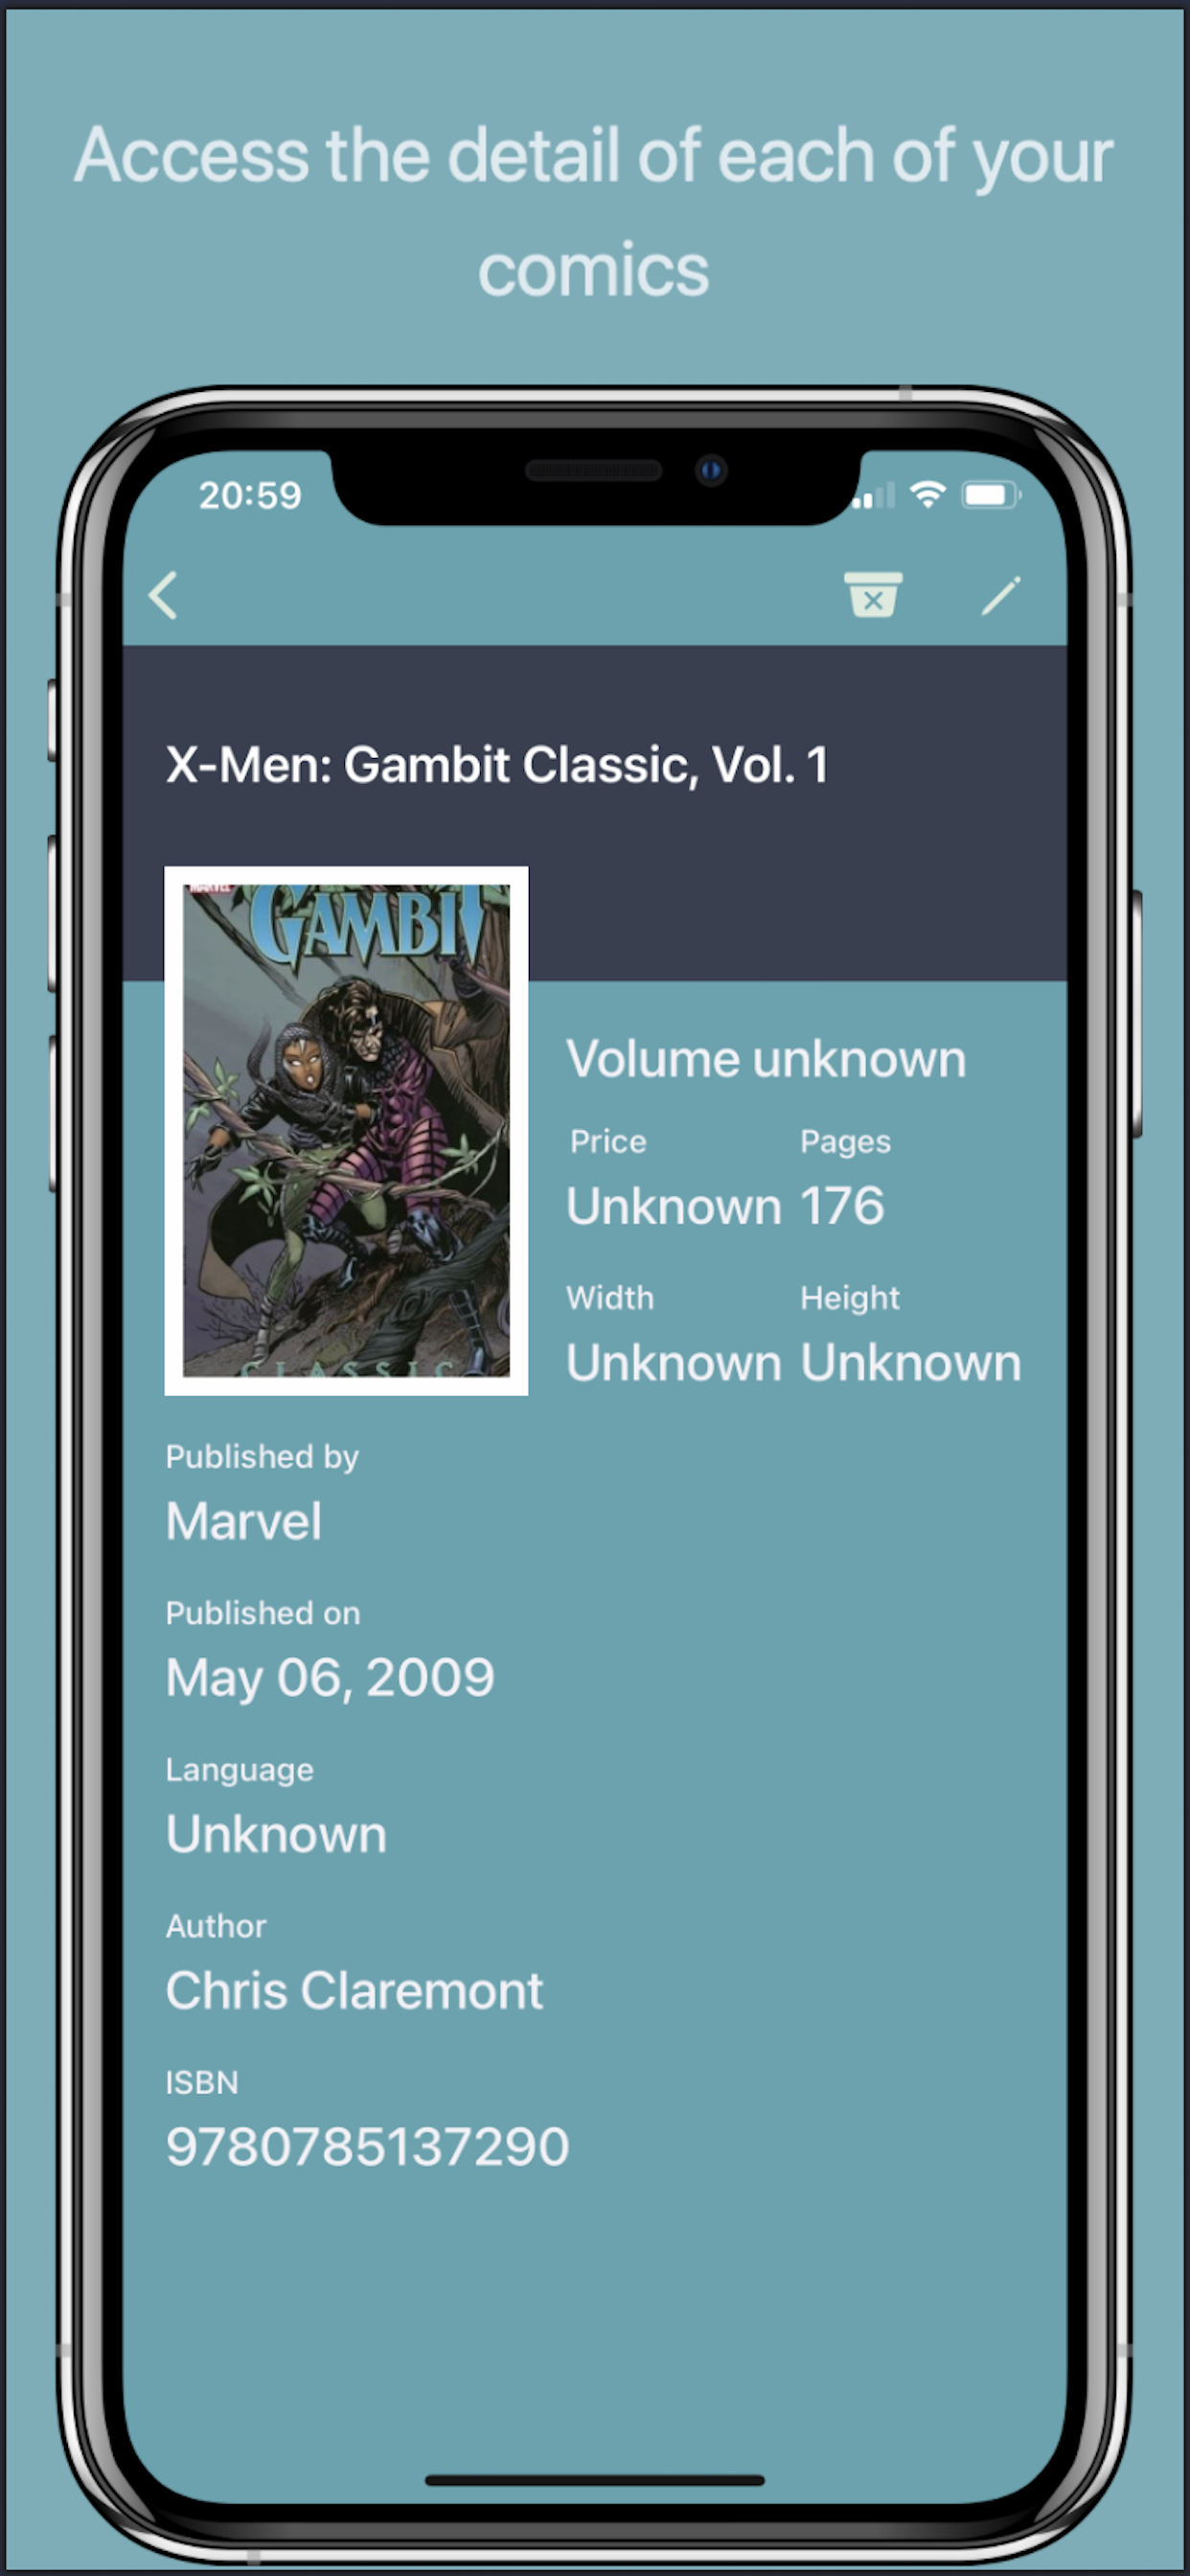 Access the detail of each of your
comics
20:59
X-Men: Gambit Classic, Vol. 1
MARVEL
GAMBIT
CLASSIC
Volume unknown
Price Pages
Unknown 176
Width Height
Unknown Unknown
Published by
Marvel
Published on
May 06, 2009
Language
Unknown
Author
Chris Claremont
ISBN
9780785137290